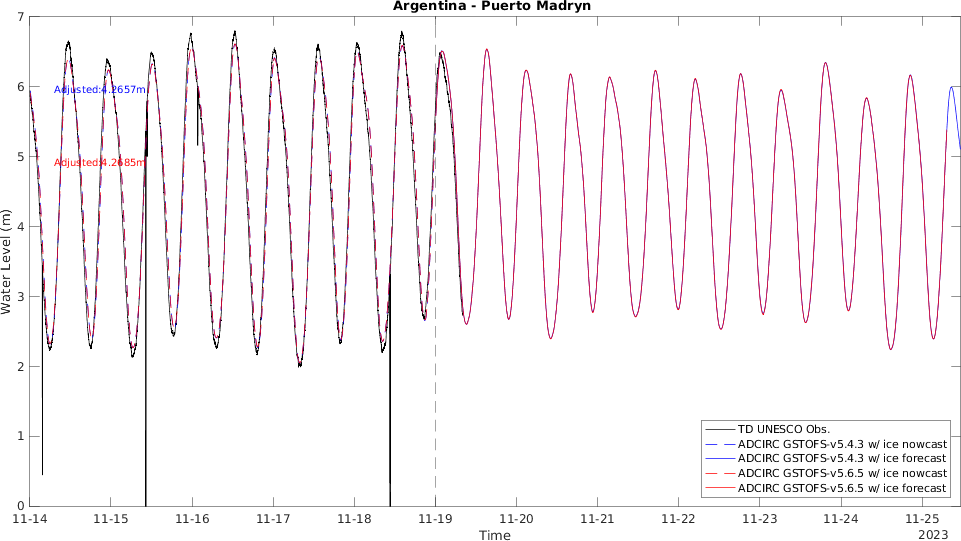 Argentina - Puerto Madryn
7
6
5
4
3
2
1
0
Water Level (m)
Adjusted:4.2657m
Adjusted:4.2685m
TD UNESCO Obs.
ADCIRC GSTOFS-v5.4.3 w/ ice nowcast
ADCIRC GSTOFS-v5.4.3 w/ ice forecast
ADCIRC GSTOFS-v5.6.5 w/ ice nowcast
ADCIRC GSTOFS-v5.6.5 w/ ice forecast
11-14 11-15 11-16 11-17 11-18 11-19 11-20 11-21 11-22 11-23 11-24 11-25
Time
2023